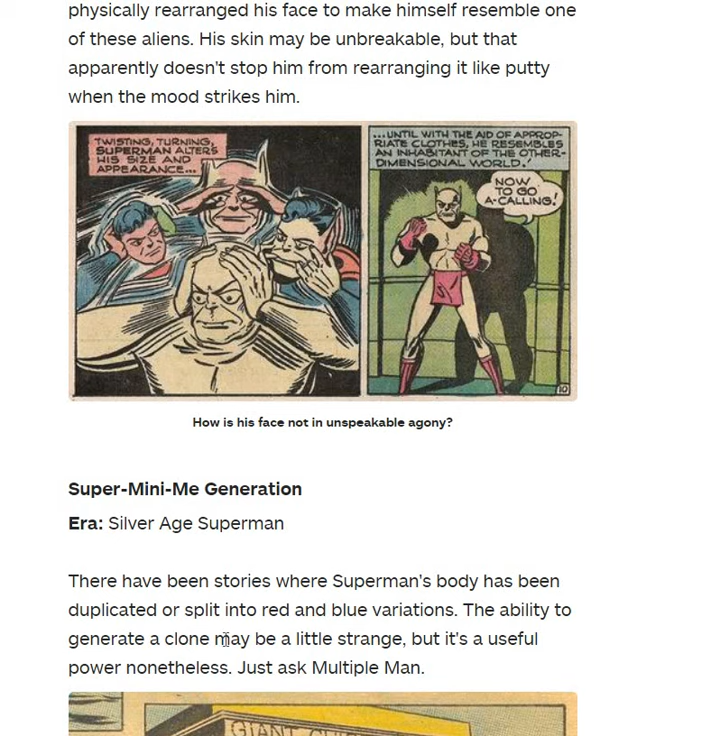 physically rearranged his face to make himself resemble one
of these aliens. His skin may be unbreakable, but that
apparently doesn't stop him from rearranging it like putty
when the mood strikes him.
TWISTING, TURNING,
SUPERMAN ALTERS
HIS SIZE AND
APPEARANCE...
...UNTIL WITH THE AID OF APPROP-
RIATE CLOTHES, HE RESEMBLES
AN INHABITANT OF THE OTHER-
DIMENSIONAL WORLD.'
NOW
TO GO
A-CALLING!
10
How is his face not in unspeakable agony?
Super-Mini-Me Generation
Era: Silver Age Superman
There have been stories where Superman's body has been
duplicated or split into red and blue variations. The ability to
generate a clone may be a little strange, but it's a useful
power nonetheless. Just ask Multiple Man.
GIANT